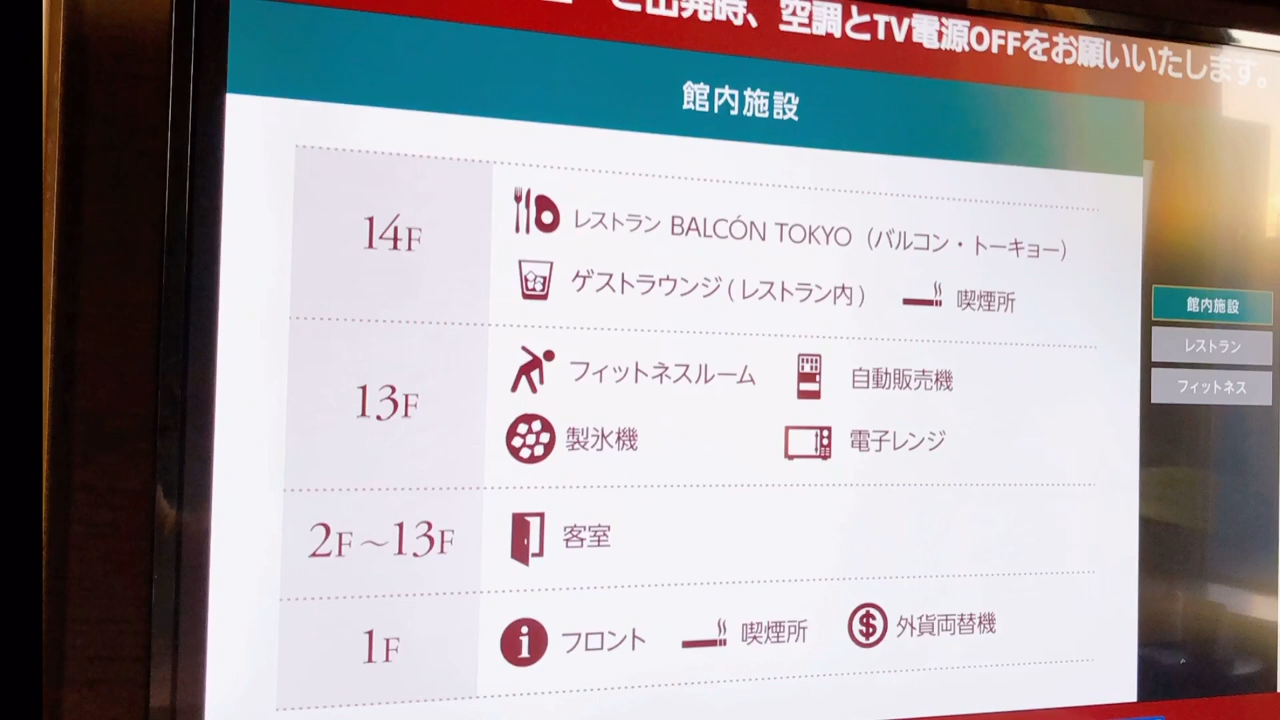 ご出発時、空調とTV電源OFFをお願いいたします。
館内施設
14F
レストラン BALCÓN TOKYO（バルコン・トーキョー）
ゲストラウンジ（レストラン内）
喫煙所
13F
フィットネスルーム
自動販売機
製氷機
電子レンジ
2F～13F
客室
1F
フロント
喫煙所
外貨両替機
館内施設
レストラン
フィットネス